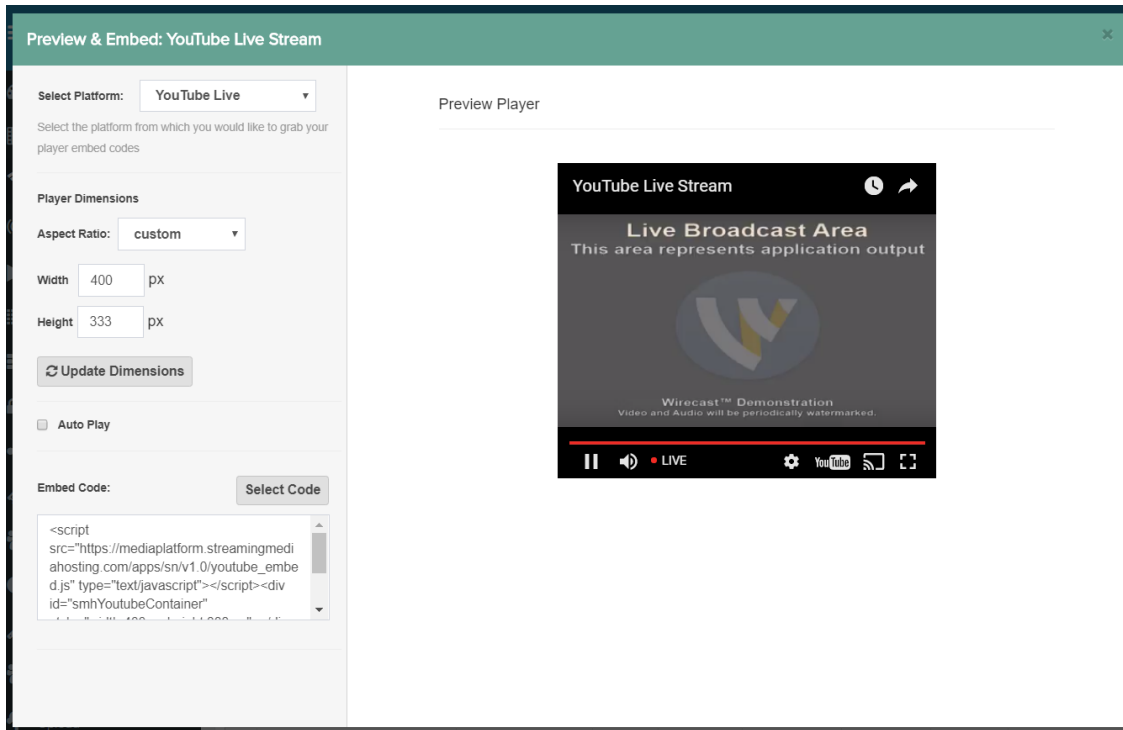 Preview & Embed: YouTube Live Stream
×
Select Platform: YouTube Live
Select the platform from which you would like to grab your
player embed codes
Player Dimensions
Aspect Ratio: custom
Width 400 px
Height 333 px
Update Dimensions
Auto Play
Embed Code: Select Code
<script
src="https://mediaplatform.streamingmedi
ahosting.com/apps/sn/v1.0/youtube_embe
d.js" type="text/javascript"></script><div
id="smhYoutubeContainer"
Preview Player
YouTube Live Stream
Live Broadcast Area
This area represents application output
W
Wirecast™ Demonstration
Video and Audio will be periodically watermarked.
LIVE YouTube